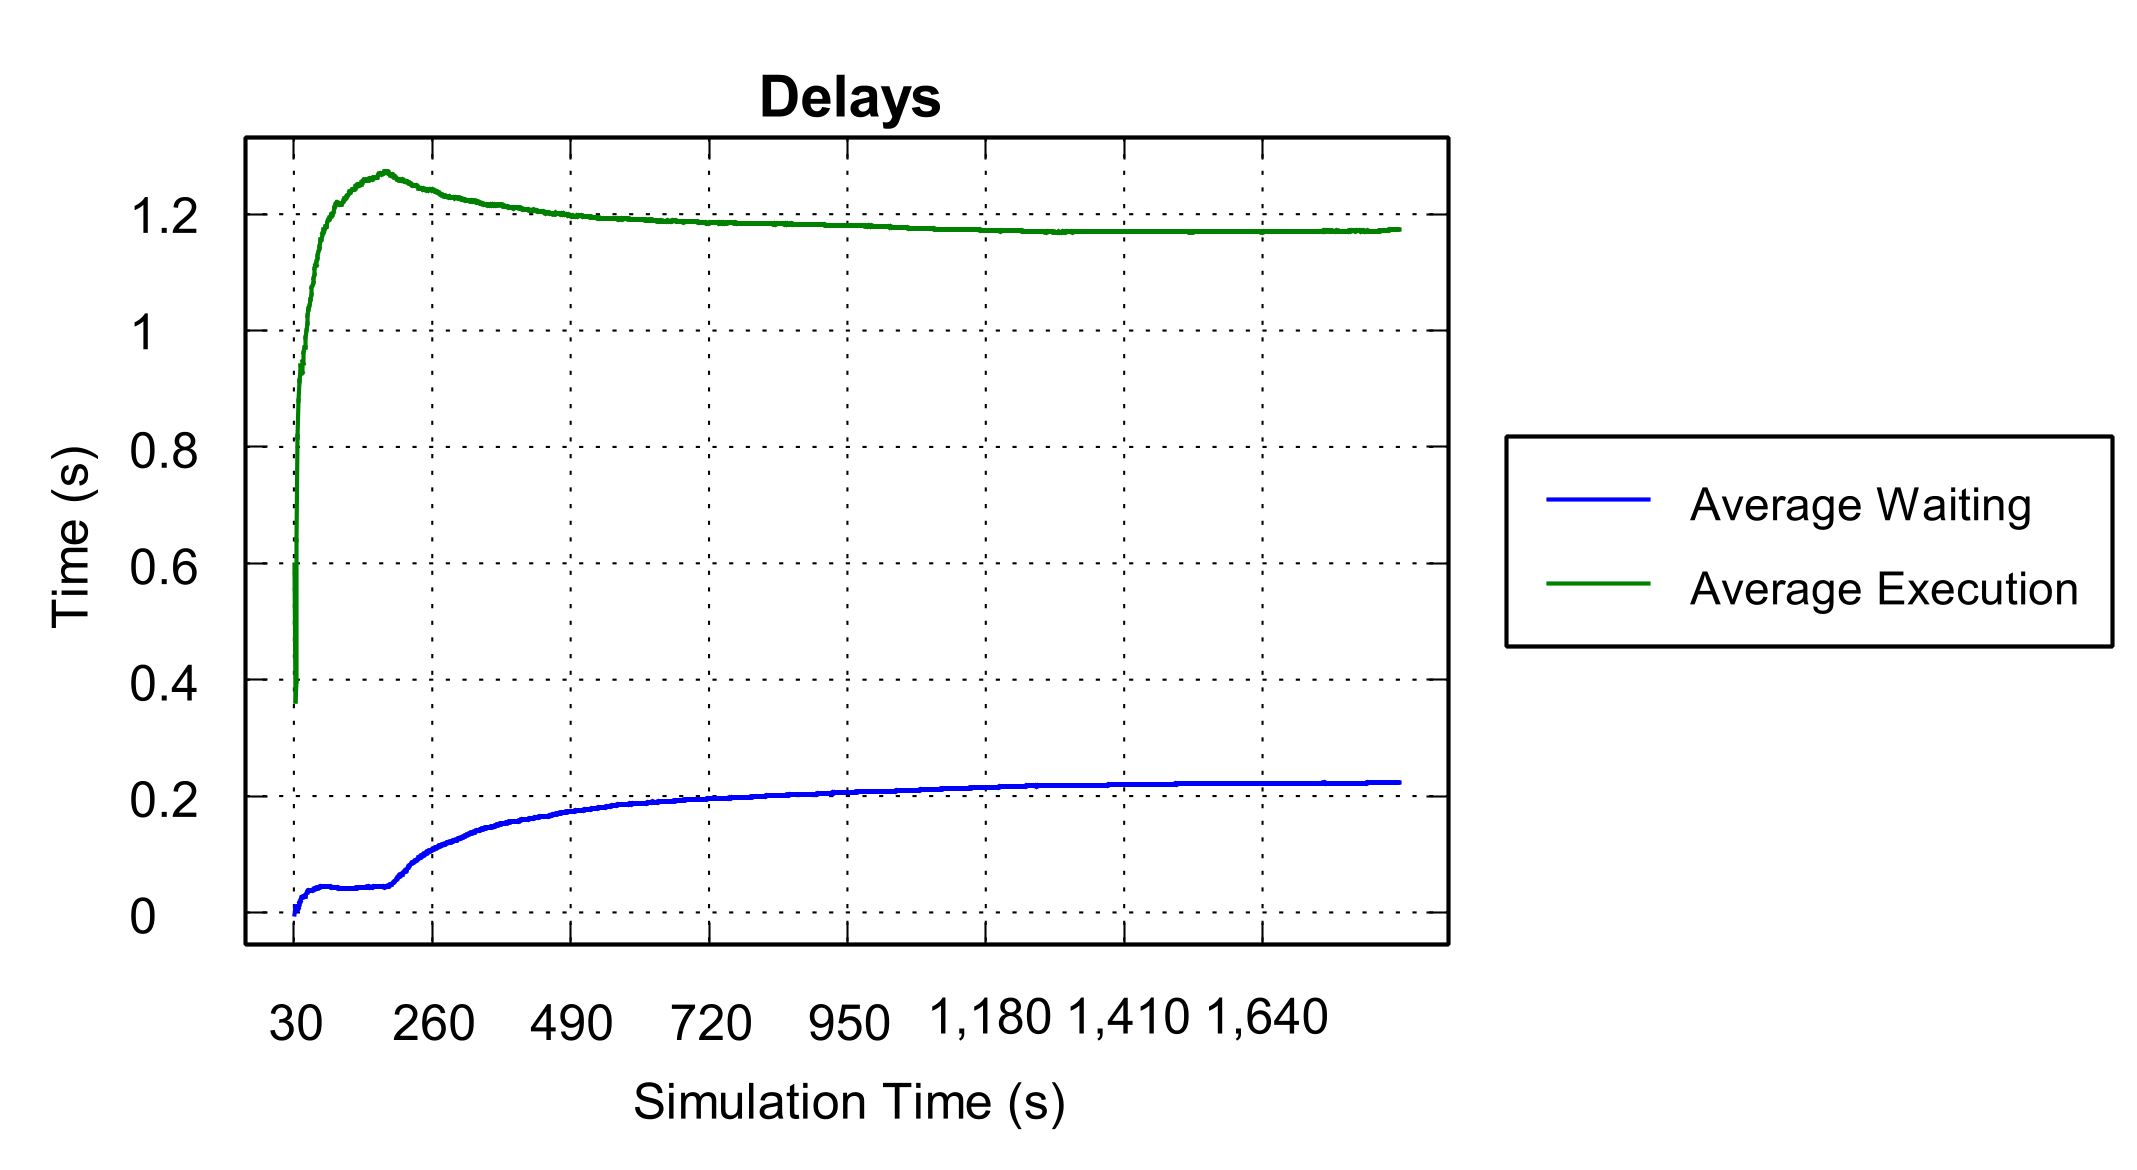 Delays
1.2
1
0.8
0.6
0.4
0.2
0
Time (s)
30 260 490 720 950 1,180 1,410 1,640
Simulation Time (s)
Average Waiting
Average Execution